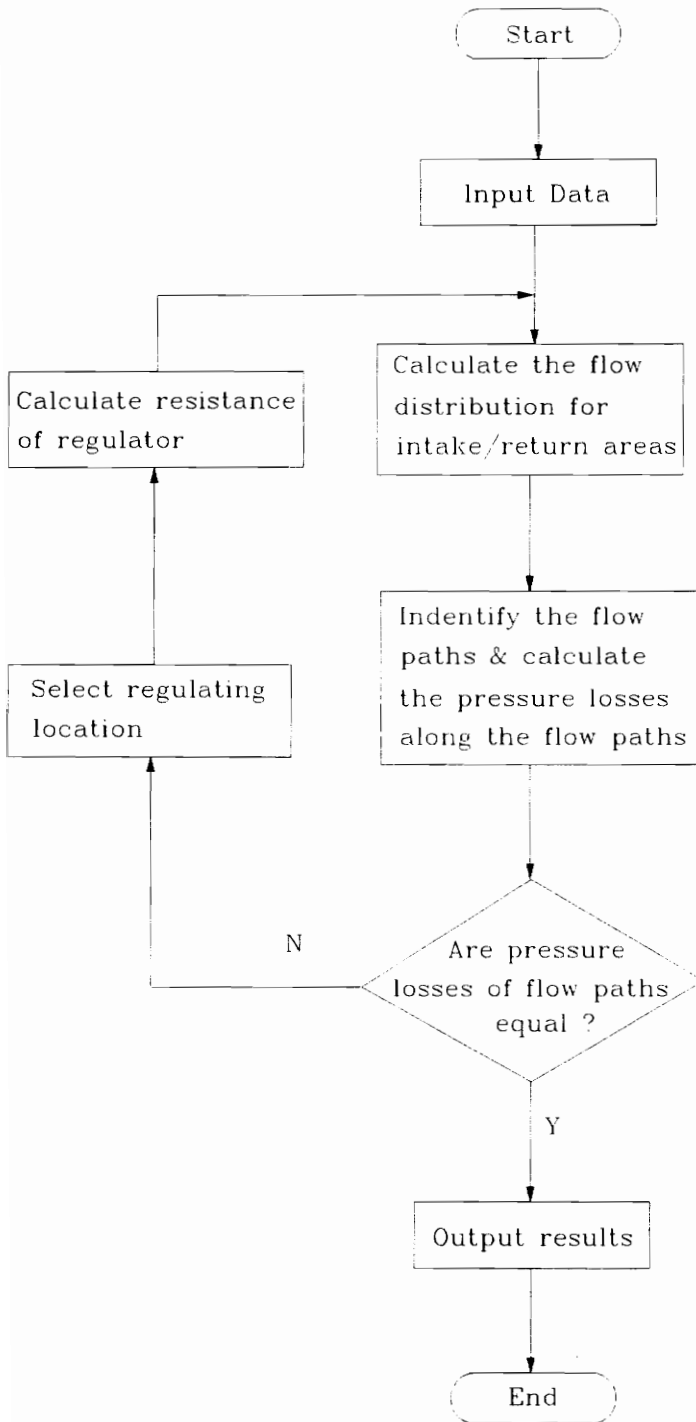 Start
Input Data
Calculate the flow
distribution for
intake/return areas
Indentify the flow
paths & calculate
the pressure losses
along the flow paths
Are pressure
losses of flow paths
equal ?
N
Select regulating
location
Calculate resistance
of regulator
Y
Output results
End